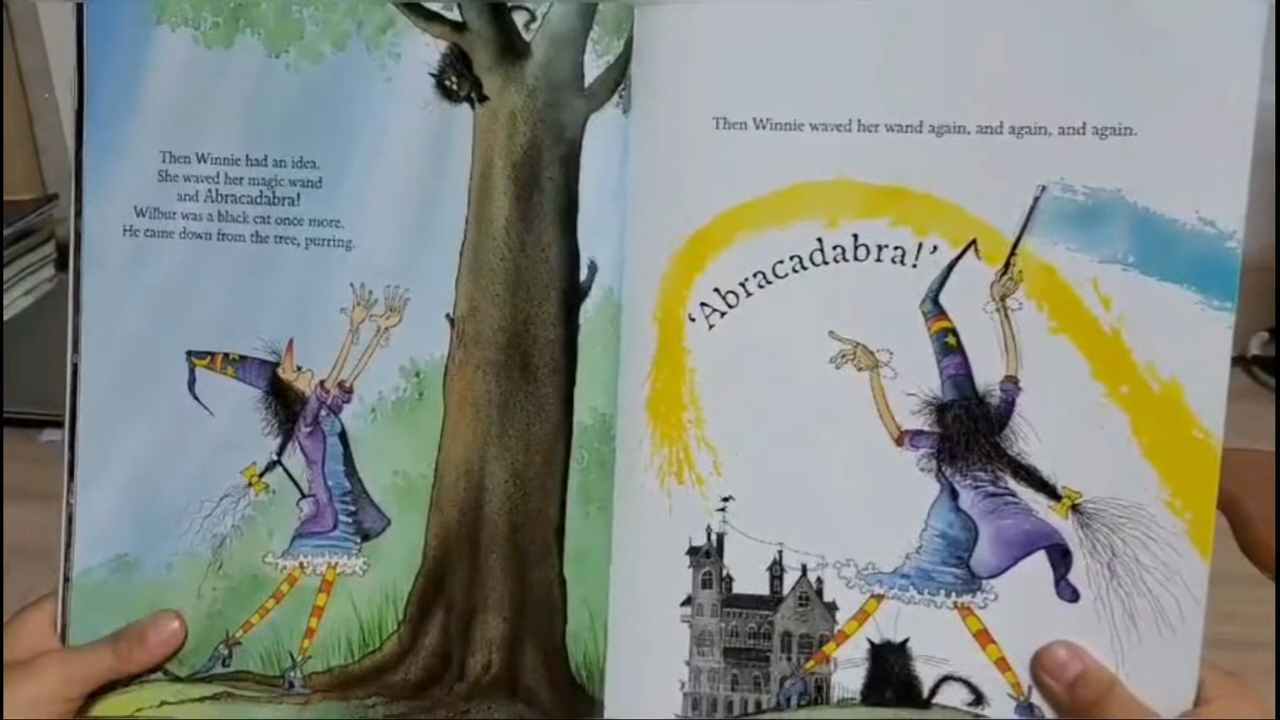 Then Winnie had an idea.
She waved her magic wand
and Abracadabra!
Wilbur was a black cat once more.
He came down from the tree, purring.
Then Winnie waved her wand again, and again, and again.
‘Abracadabra!’